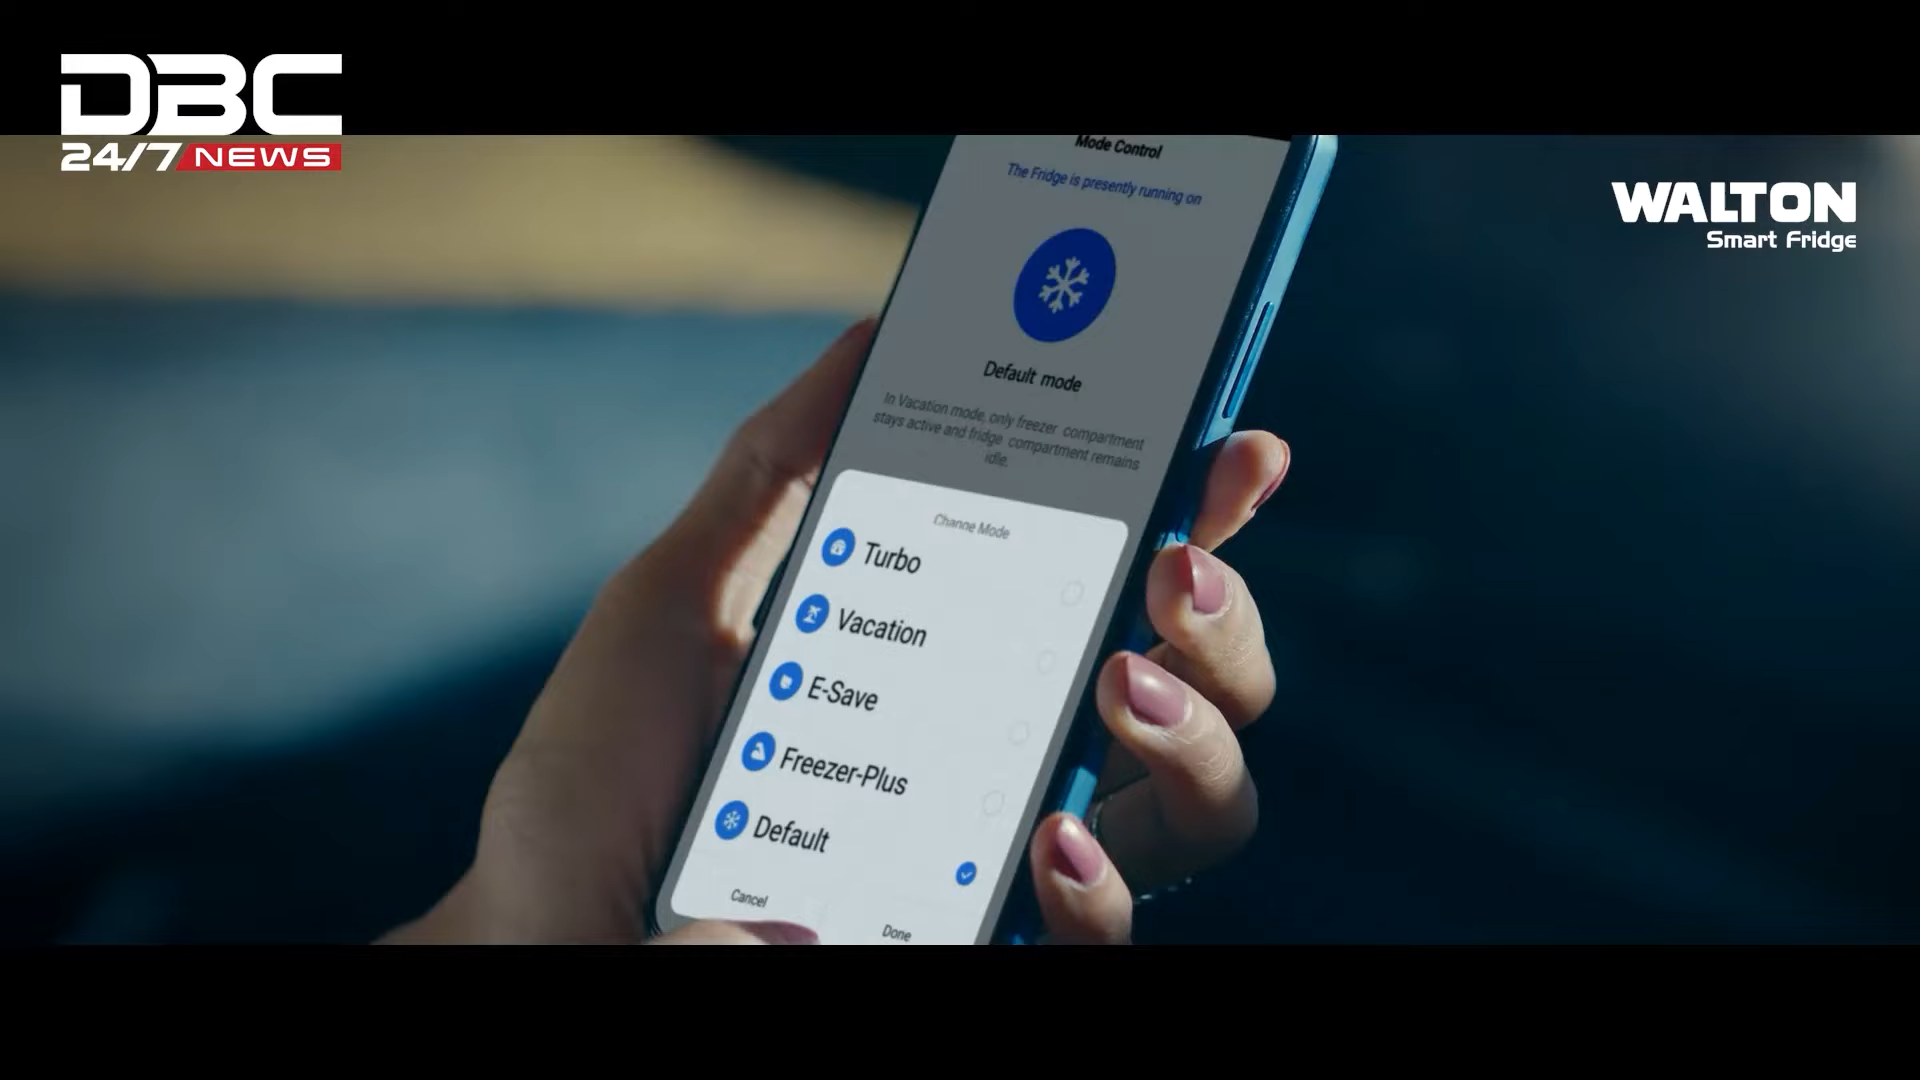 DBC
24/7 NEWS
WALTON
Smart Fridge
Mode Control
The Fridge is presently running on
Default mode
In Vacation mode, only freezer compartment
stays active and fridge compartment remains
idle.
Change Mode
Turbo
Vacation
E-Save
Freezer-Plus
Default
Cancel
Done